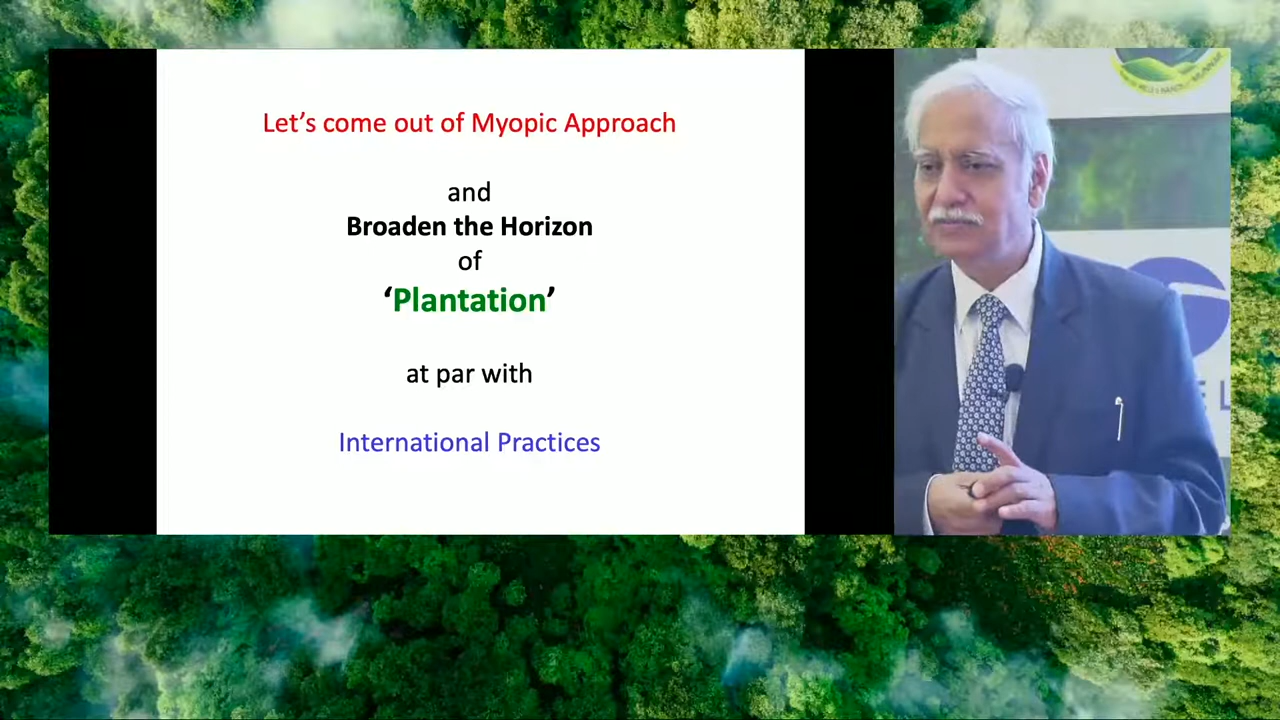 Let’s come out of Myopic Approach
and
Broaden the Horizon
of
‘Plantation’
at par with
International Practices